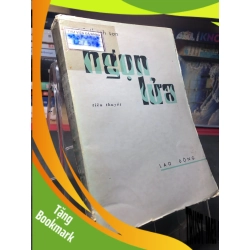 ngọn
lửa
tiểu thuyết
LAO ĐỘNG
Tặng
Bookmark